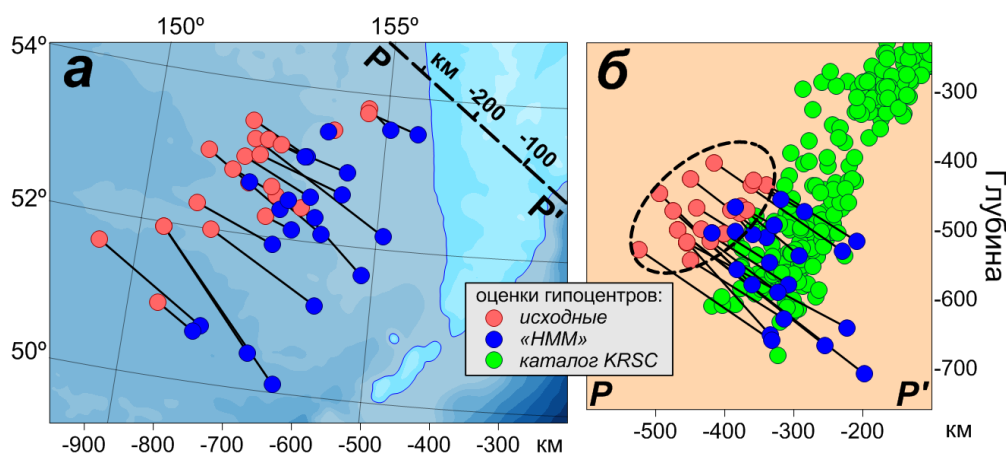 150º
155º
54º
52º
50º
а
P
км
-200
-100
P'
-900
-800
-700
-600
-500
-400
-300
км
оценки гипоцентров:
исходные
«НММ»
каталог KRSC
б
-300
-400
-500
-600
-700
Глубина
P
P'
-500
-400
-300
-200
км